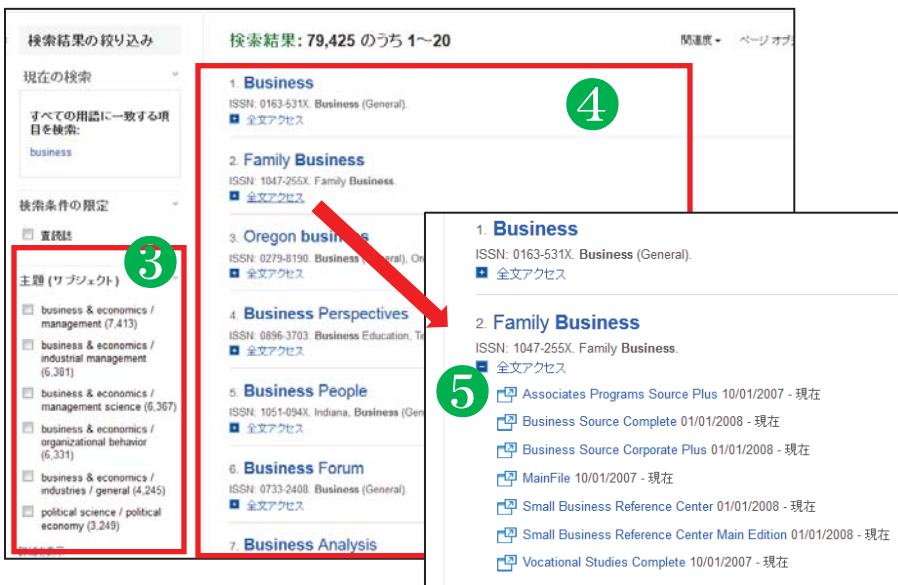 検索結果の絞り込み
現在の検索
すべての用語に一致する項
目を検索:
business
検索条件の限定
査読誌
3
主題 (サブジェクト)
business & economics /
management (7,413)
business & economics /
industrial management
(6,381)
business & economics /
management science (6,367)
business & economics /
organizational behavior
(6,331)
business & economics /
industries / general (4,245)
political science / political
economy (3,249)
検索結果: 79,425 のうち 1～20
関連度
ページ オプ
4
1. Business
ISSN: 0163-531X. Business (General).
全文アクセス
2. Family Business
ISSN: 1047-255X. Family Business.
全文アクセス
3. Oregon business
ISSN: 0279-8190. Business
全文アクセス
4. Business Perspectives
ISSN: 0896-3703. Business Education, Te
全文アクセス
5. Business People
ISSN: 1051-094X. Indiana, Business (Gen
全文アクセス
6. Business Forum
ISSN: 0733-2408. Business (General).
全文アクセス
7. Business Analysis
1. Business
ISSN: 0163-531X. Business (General).
全文アクセス
2. Family Business
ISSN: 1047-255X. Family Business.
全文アクセス
5
Associates Programs Source Plus 10/01/2007 - 現在
Business Source Complete 01/01/2008 - 現在
Business Source Corporate Plus 01/01/2008 - 現在
MainFile 10/01/2007 - 現在
Small Business Reference Center 01/01/2008 - 現在
Small Business Reference Center Main Edition 01/01/2008 - 現在
Vocational Studies Complete 10/01/2007 - 現在